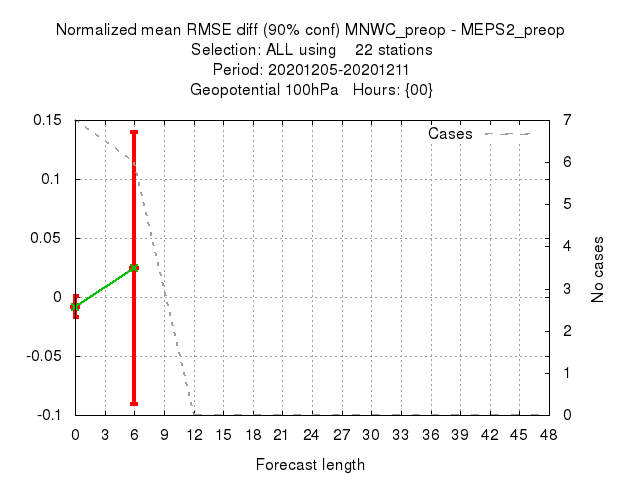 Normalized mean RMSE diff (90% conf) MNWC_preop - MEPS2_preop
Selection: ALL using    22 stations
Period: 20201205-20201211
Geopotential 100hPa   Hours: {00}
Cases
0.15
0.1
0.05
0
-0.05
-0.1
7
6
5
4
3
2
1
0
No cases
0 3 6 9 12 15 18 21 24 27 30 33 36 39 42 45 48
Forecast length